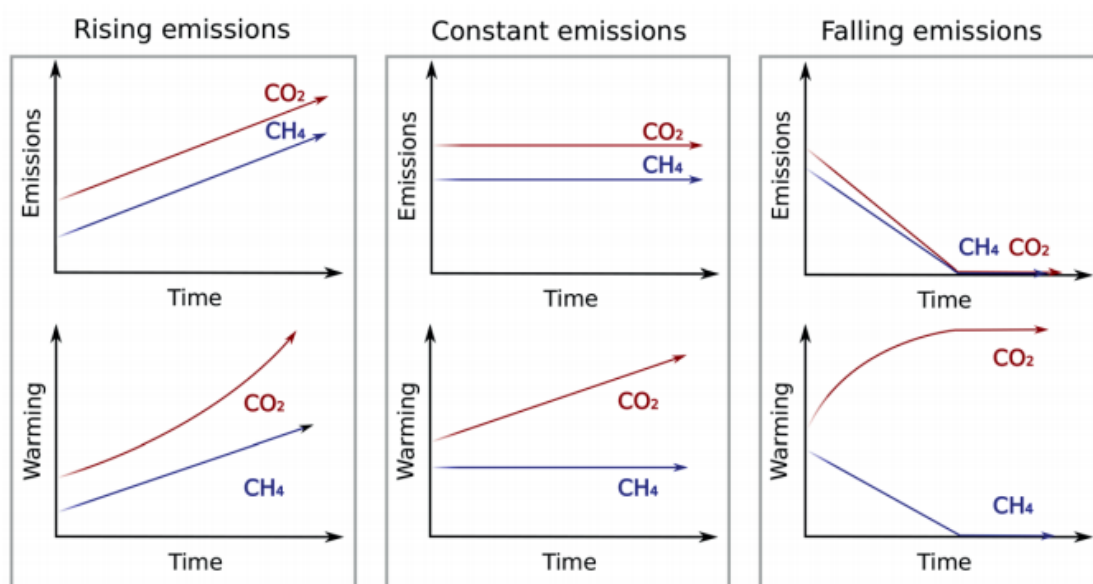 Rising emissions
Constant emissions
Falling emissions
Emissions
CO₂
CH₄
Time
Emissions
CO₂
CH₄
Time
Emissions
CH₄ CO₂
Time
Warming
CO₂
CH₄
Time
Warming
CO₂
CH₄
Time
Warming
CO₂
CH₄
Time